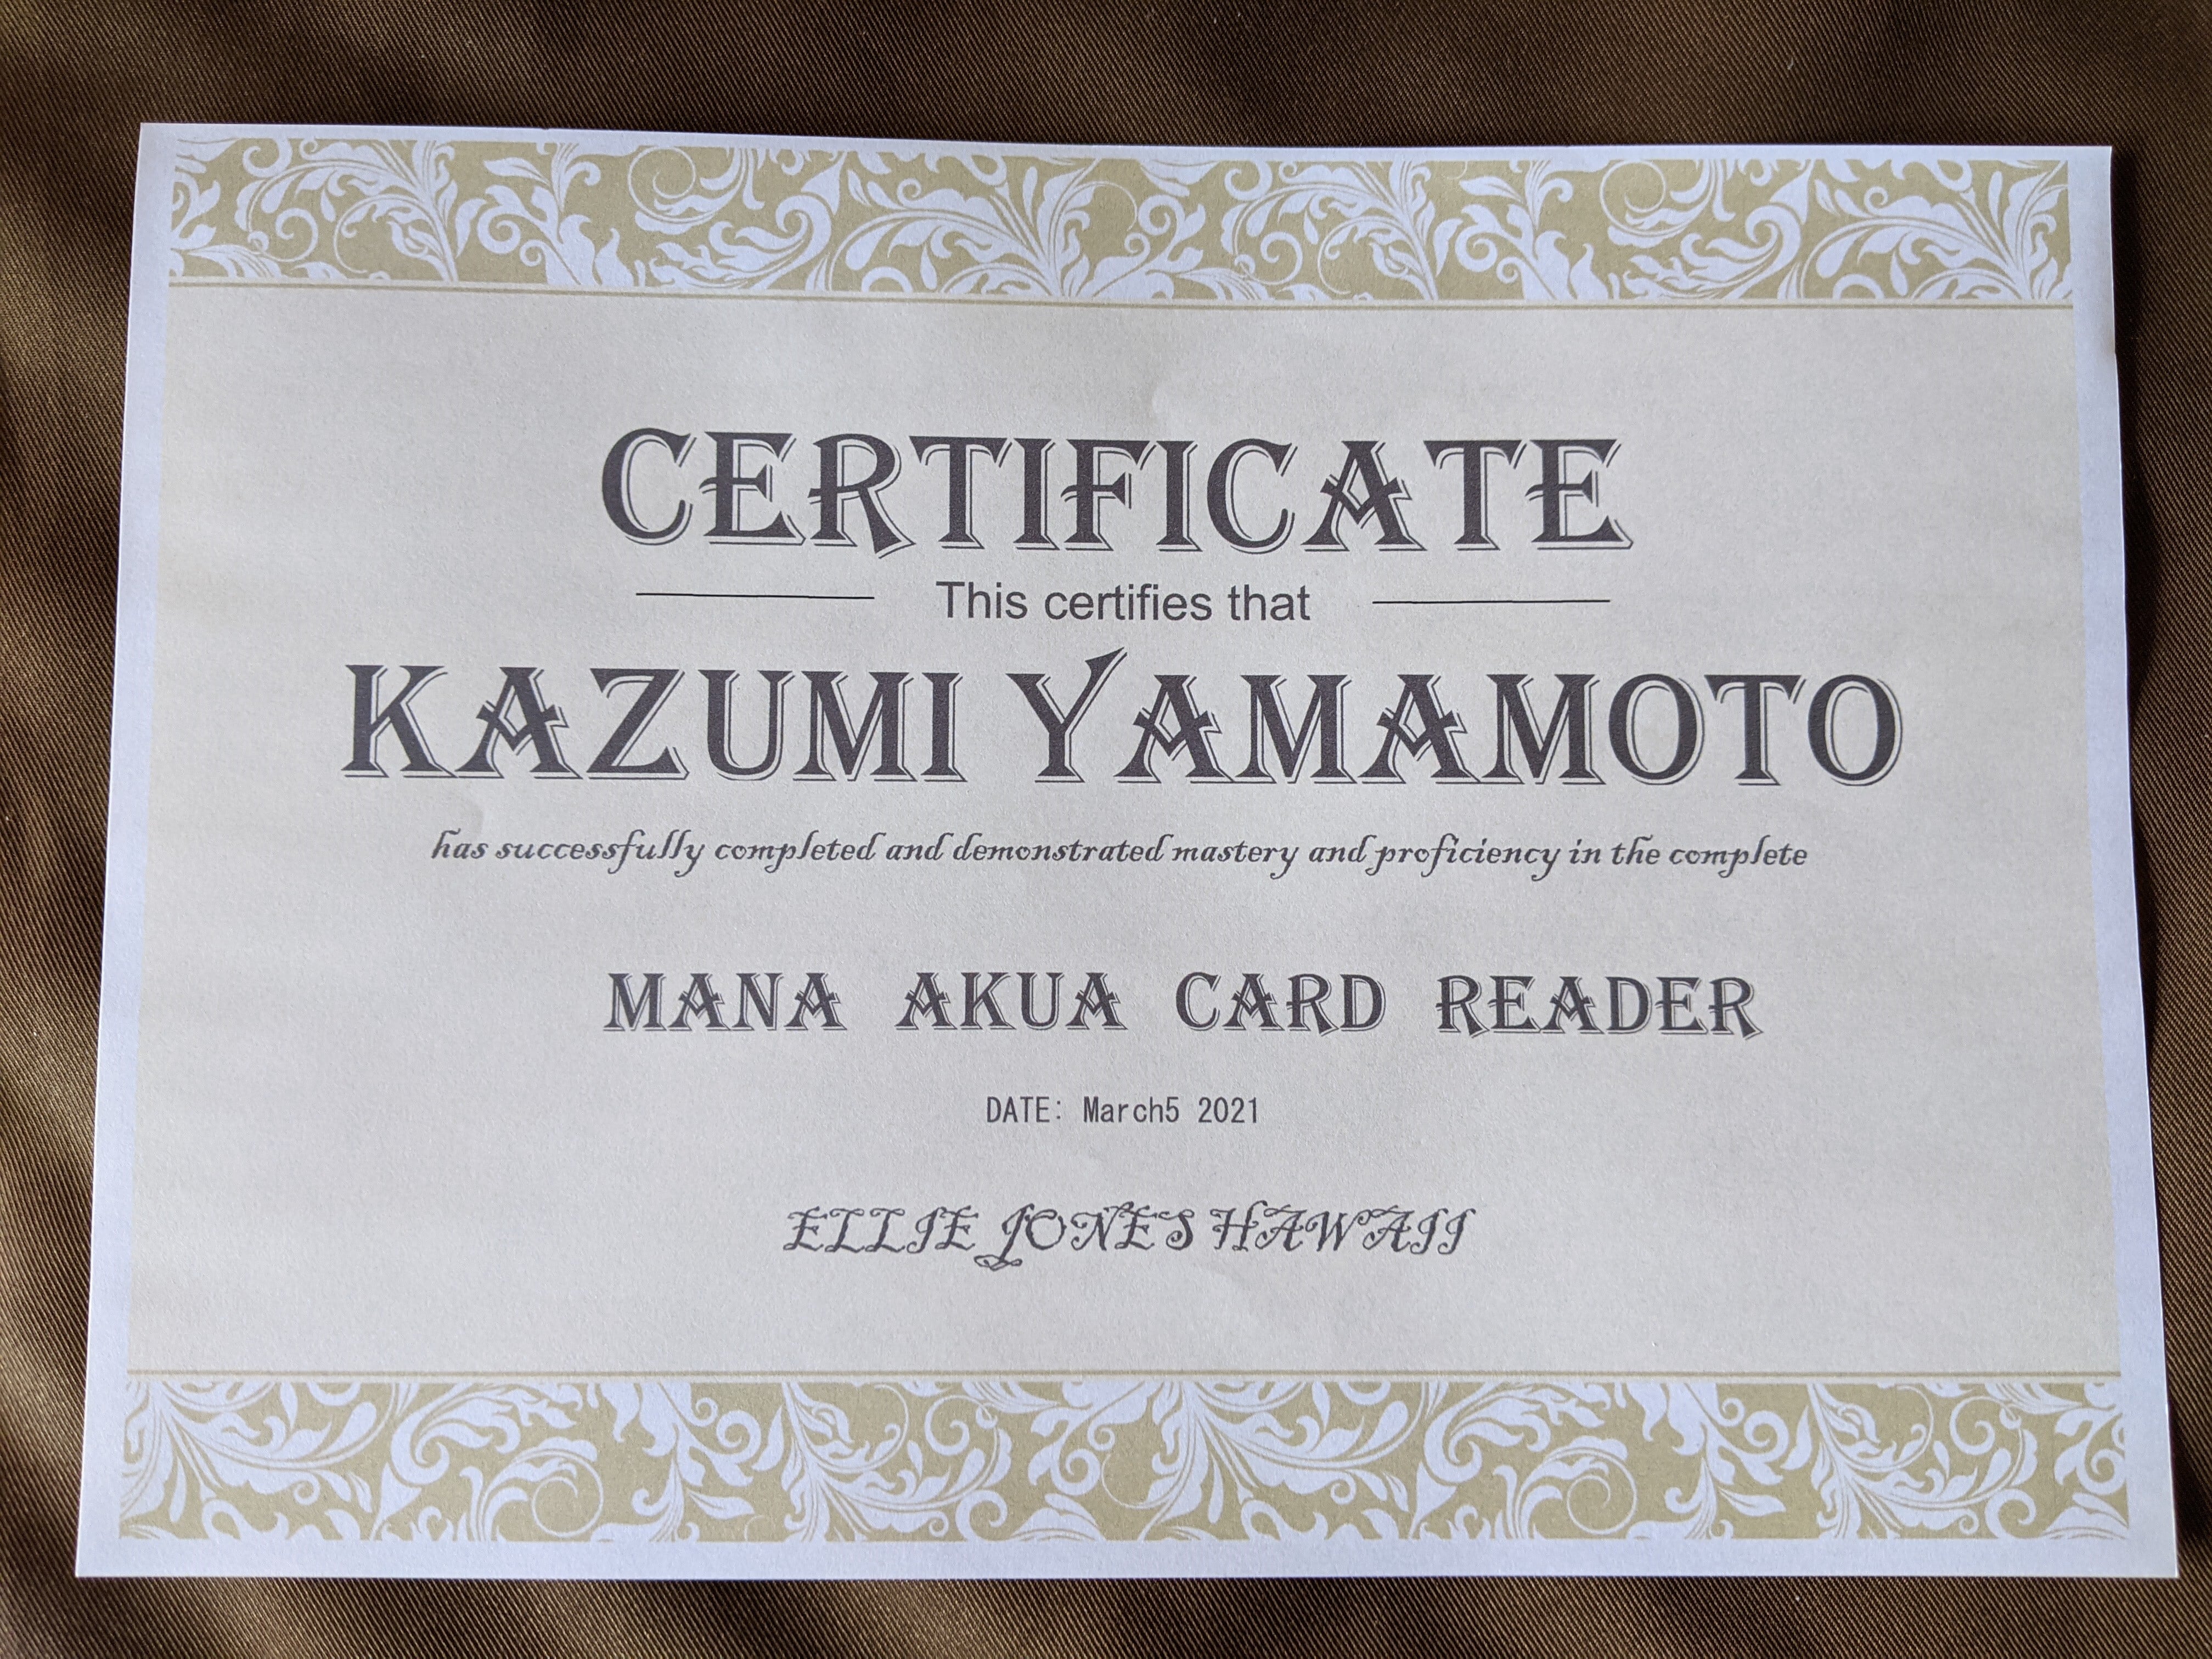 CERTIFICATE
This certifies that
KAZUMI YAMAMOTO
has successfully completed and demonstrated mastery and proficiency in the complete
MANA AKUA CARD READER
DATE: March5 2021
ELLIE JONES HAWAII